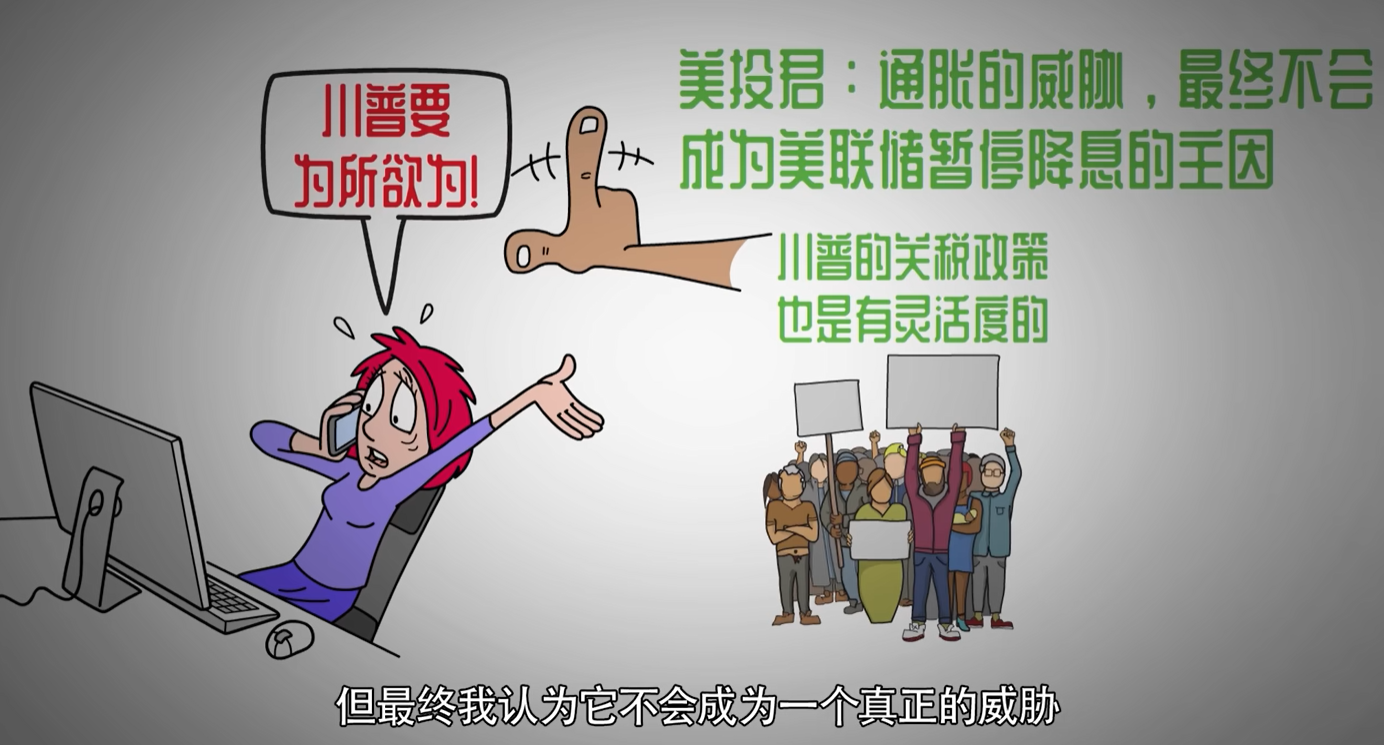 川普要
为所欲为!
美投君：通胀的威胁，最终不会
成为美联储暂停降息的主因
川普的关税政策
也是有灵活度的
但最终我认为它不会成为一个真正的威胁